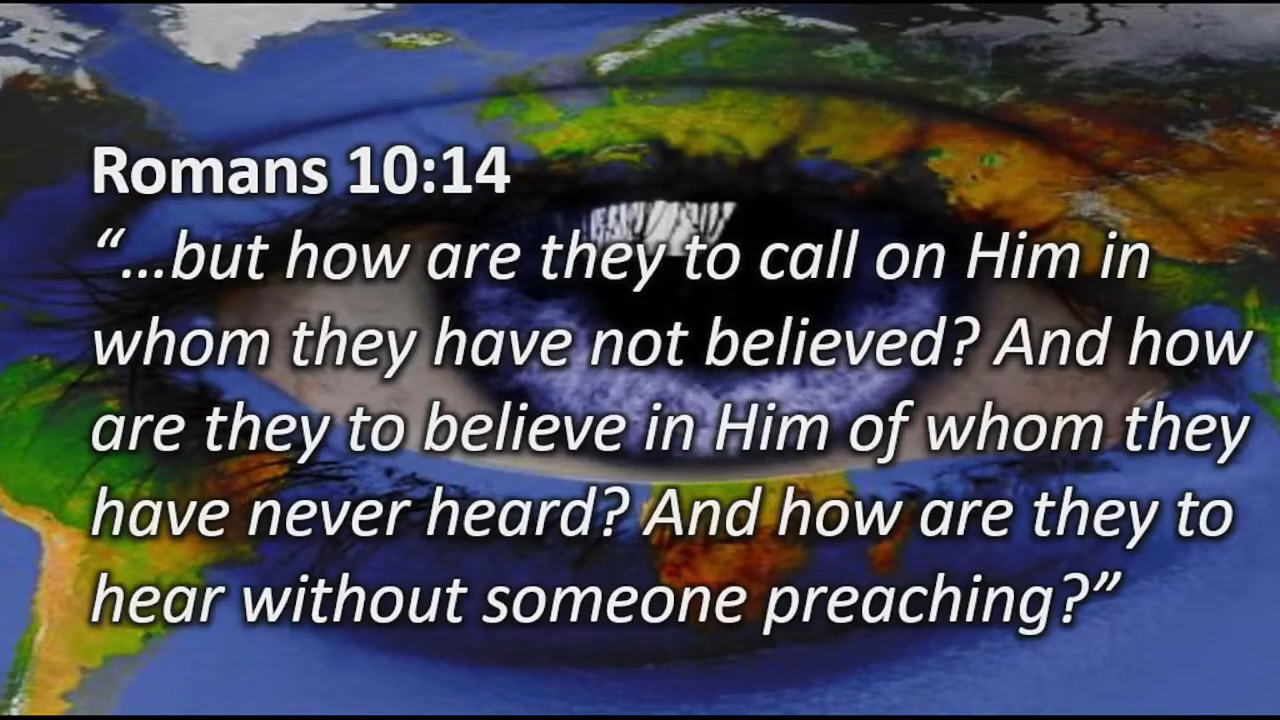 Romans 10:14
“…but how are they to call on Him in
whom they have not believed? And how
are they to believe in Him of whom they
have never heard? And how are they to
hear without someone preaching?”